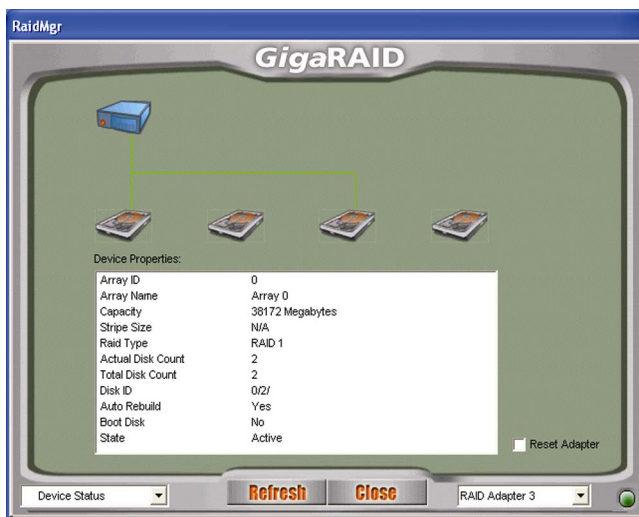 RaidMgr
GigaRAID
Device Properties:
Array ID 0
Array Name Array 0
Capacity 38172 Megabytes
Stripe Size N/A
Raid Type RAID 1
Actual Disk Count 2
Total Disk Count 2
Disk ID 0/2/
Auto Rebuild Yes
Boot Disk No
State Active
Reset Adapter
Device Status Refresh Close RAID Adapter 3